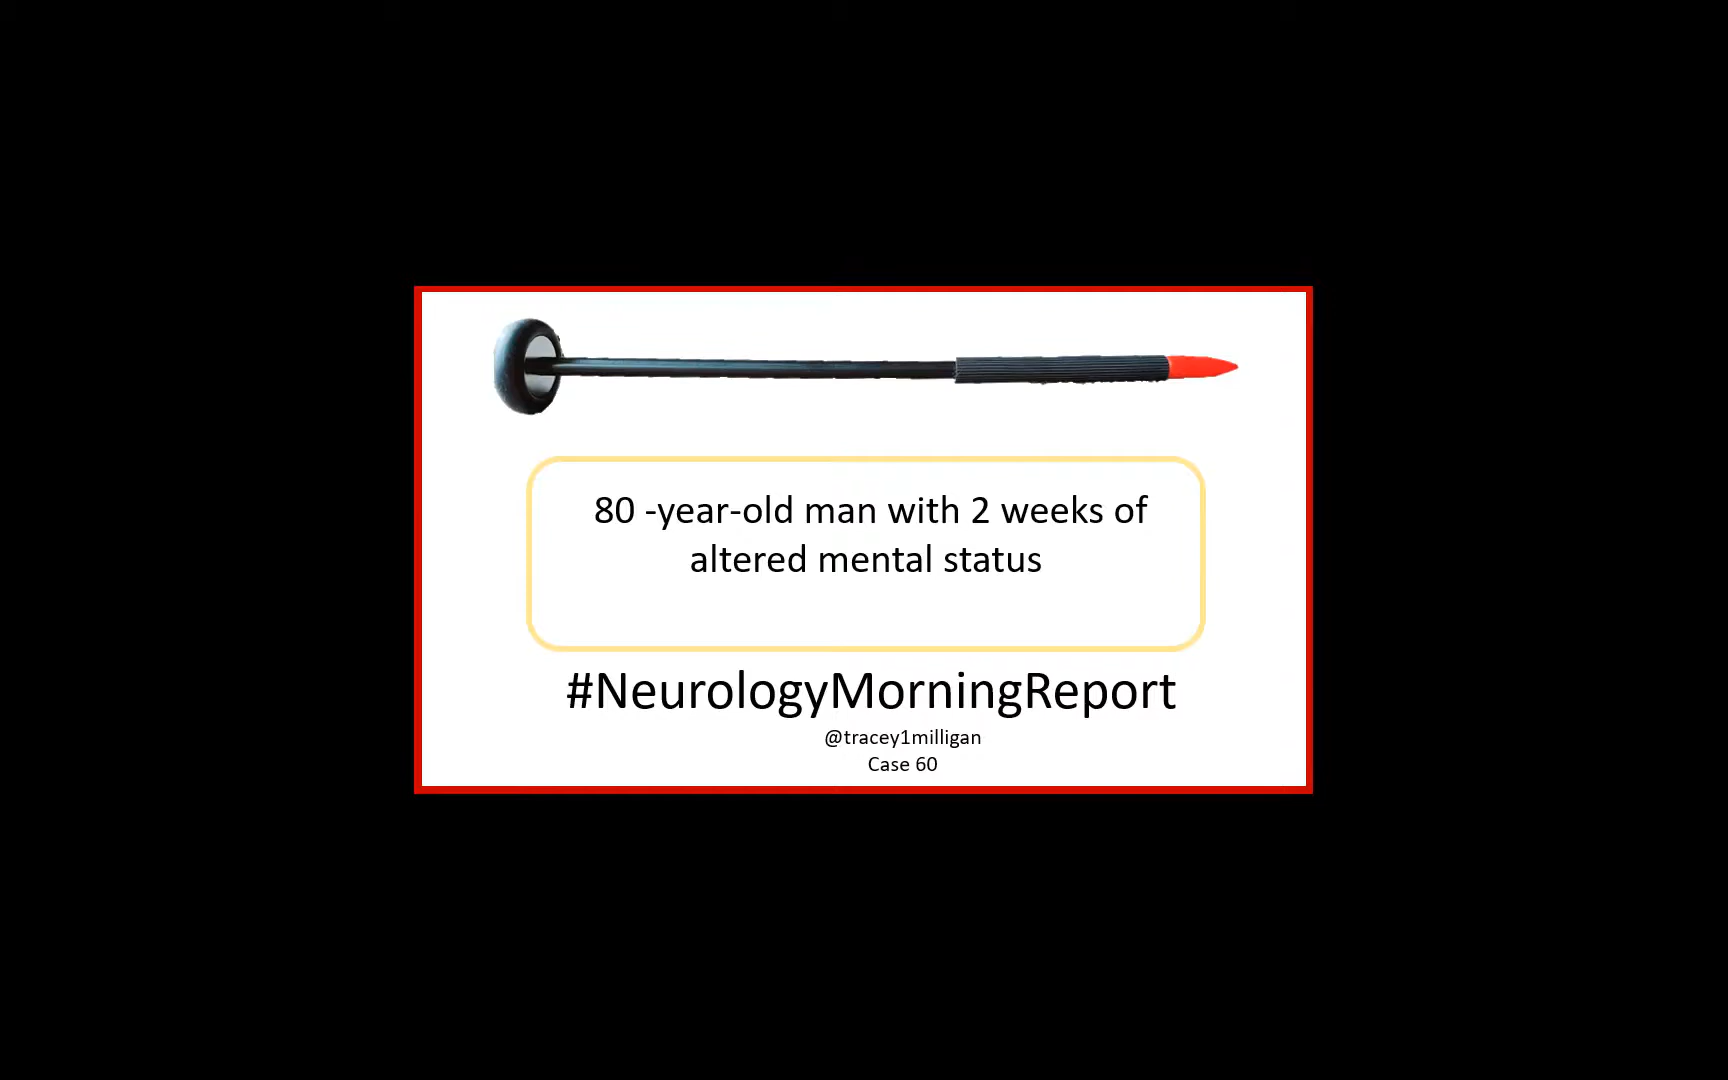 80 -year-old man with 2 weeks of
altered mental status
#NeurologyMorningReport
@tracey1milligan
Case 60